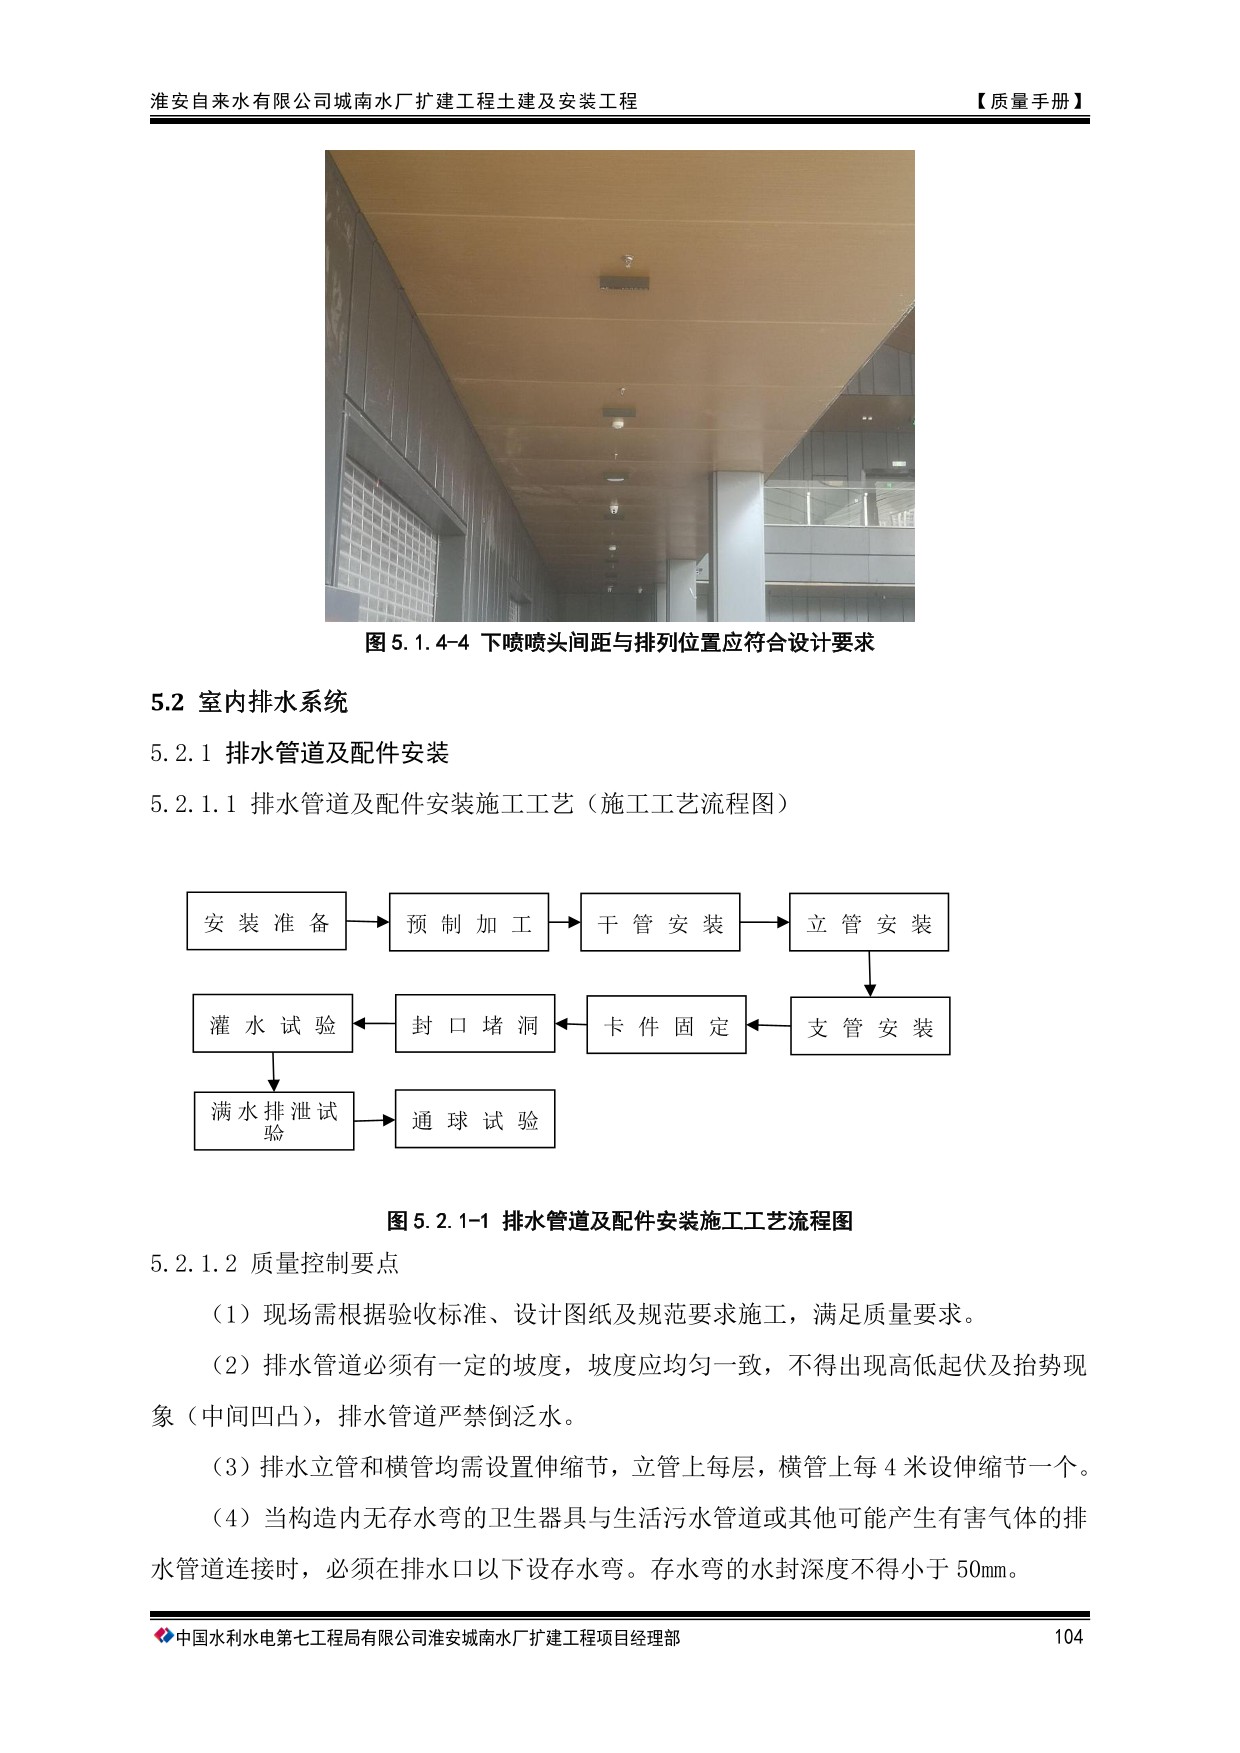 淮安自来水有限公司城南水厂扩建工程土建及安装工程 【质量手册】
图 5.1.4-4 下喷喷头间距与排列位置应符合设计要求
5.2 室内排水系统
5.2.1 排水管道及配件安装
5.2.1.1 排水管道及配件安装施工工艺（施工工艺流程图）
安装准备 预制加工 干管安装 立管安装
灌水试验 封口堵洞 卡件固定 支管安装
满水排泄试
验
通球试验
图 5.2.1-1 排水管道及配件安装施工工艺流程图
5.2.1.2 质量控制要点
（1）现场需根据验收标准、设计图纸及规范要求施工，满足质量要求。
（2）排水管道必须有一定的坡度，坡度应均匀一致，不得出现高低起伏及抬势现
象（中间凹凸），排水管道严禁倒泛水。
（3）排水立管和横管均需设置伸缩节，立管上每层，横管上每 4 米设伸缩节一个。
（4）当构造内无存水弯的卫生器具与生活污水管道或其他可能产生有害气体的排
水管道连接时，必须在排水口以下设存水弯。存水弯的水封深度不得小于 50mm。
中国水利水电第七工程局有限公司淮安城南水厂扩建工程项目经理部 104